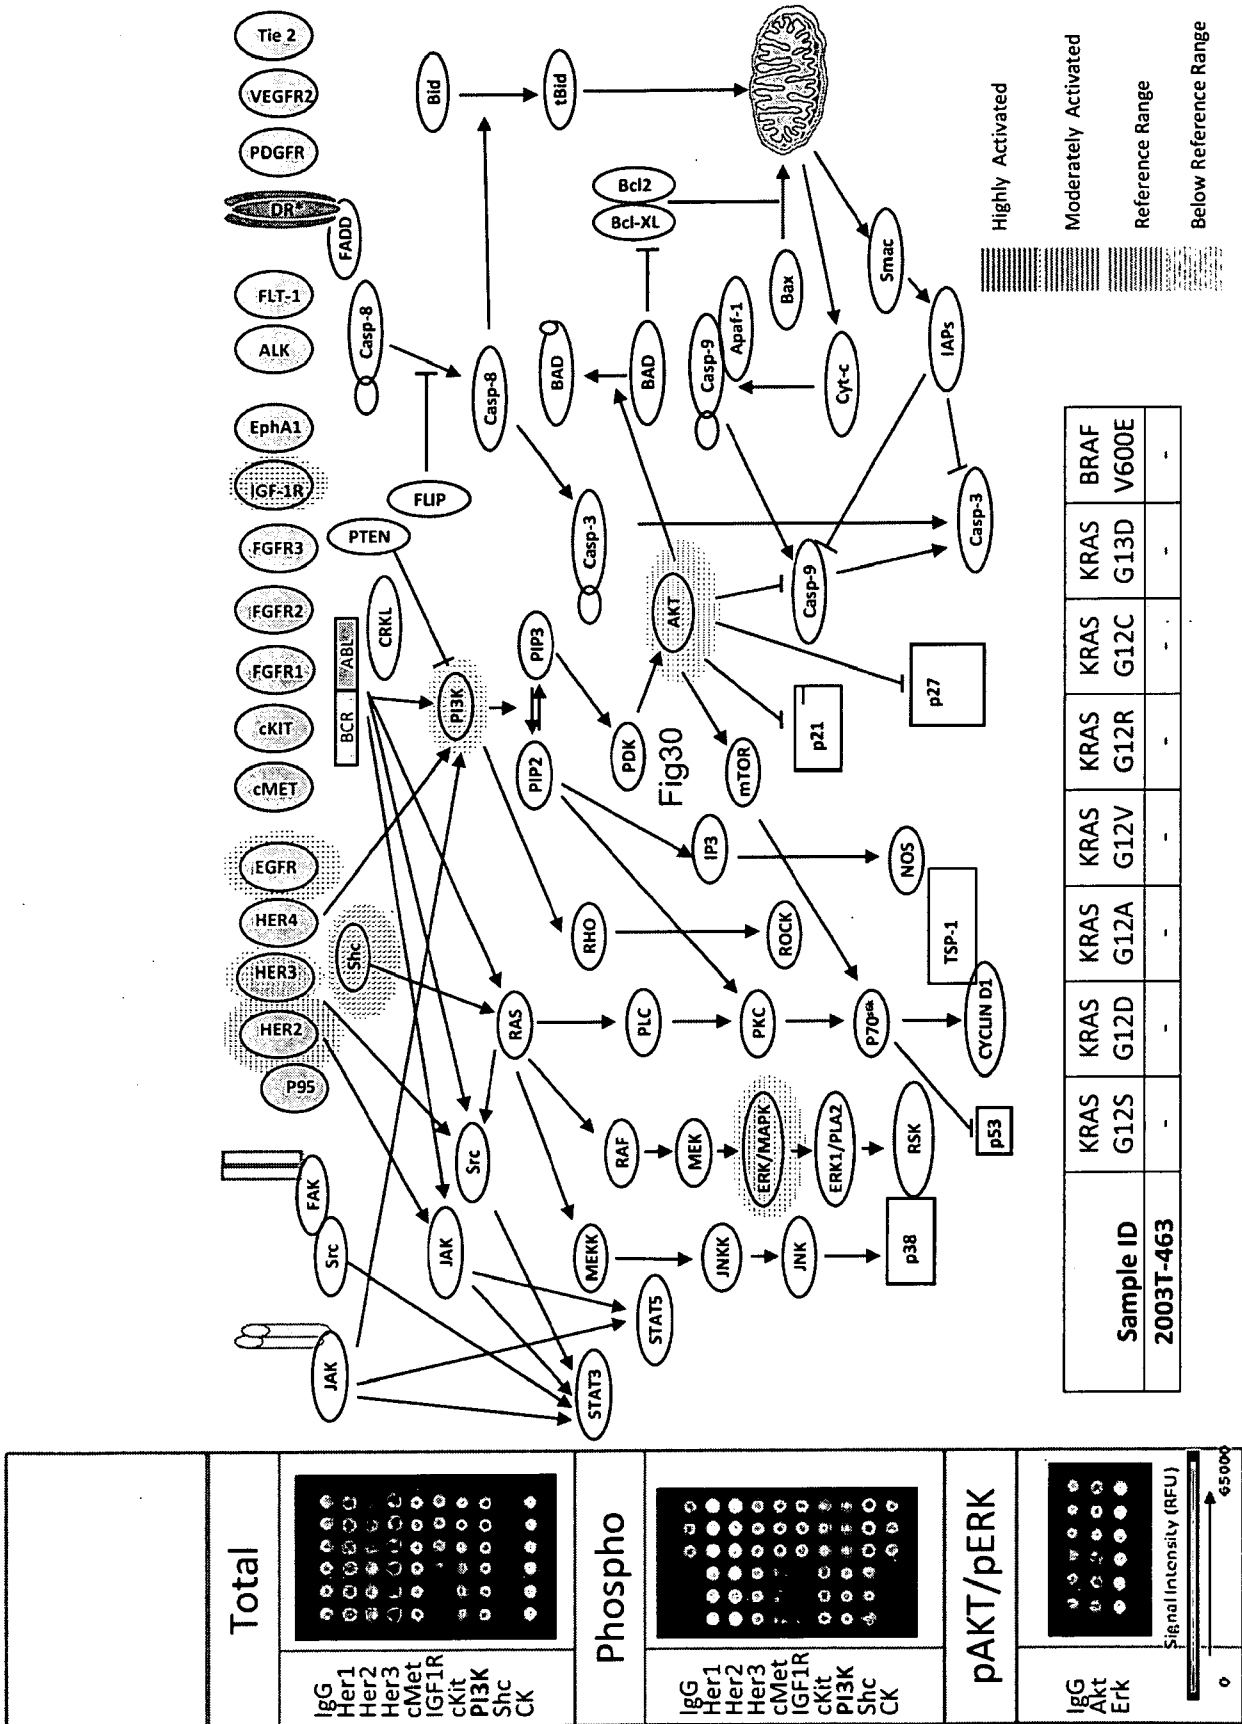 Total
IgG
Her1
Her2
Her3
cMet
IGF1R
cKit
PI3K
Shc
CK
Phospho
IgG
Her1
Her2
Her3
cMet
IGF1R
cKit
PI3K
Shc
CK
pAKT/pERK
IgG
Akt
Erk
Signal Intensity (RFU)
0
65000
P95
HER2
HER3
HER4
EGFR
cMET
cKIT
FGFR1
FGFR2
FGFR3
IGF-1R
EphA1
ALK
FLT-1
DR*
PDGFR
VEGFR2
Tie 2
JAK
Src
FAK
Shc
BCR
ABL
CRKL
PTEN
Casp-8
FADD
FLIP
JAK
Src
RAS
PI3K
Casp-8
Bid
PIP2
PIP3
tBid
STAT3
STAT5
MEKK
RAF
PLC
RHO
PDK
Casp-3
BAD
BAD
Bcl2
Bcl-XL
Fig30
AKT
JNKK
MEK
PKC
IP3
mTOR
Casp-9
Apaf-1
Bax
JNK
ERK/MAPK
ERK1/PLA2
P70S6K
ROCK
p21
Casp-9
Cyt-c
Smac
p38
RSK
NOS
p27
IAPs
p53
CYCLIN D1
TSP-1
Casp-3
Highly Activated
Moderately Activated
Reference Range
Below Reference Range
Sample ID KRAS G12S KRAS G12D KRAS G12A KRAS G12V KRAS G12R KRAS G12C KRAS G13D BRAF V600E
2003T-463 - - - - - - - -